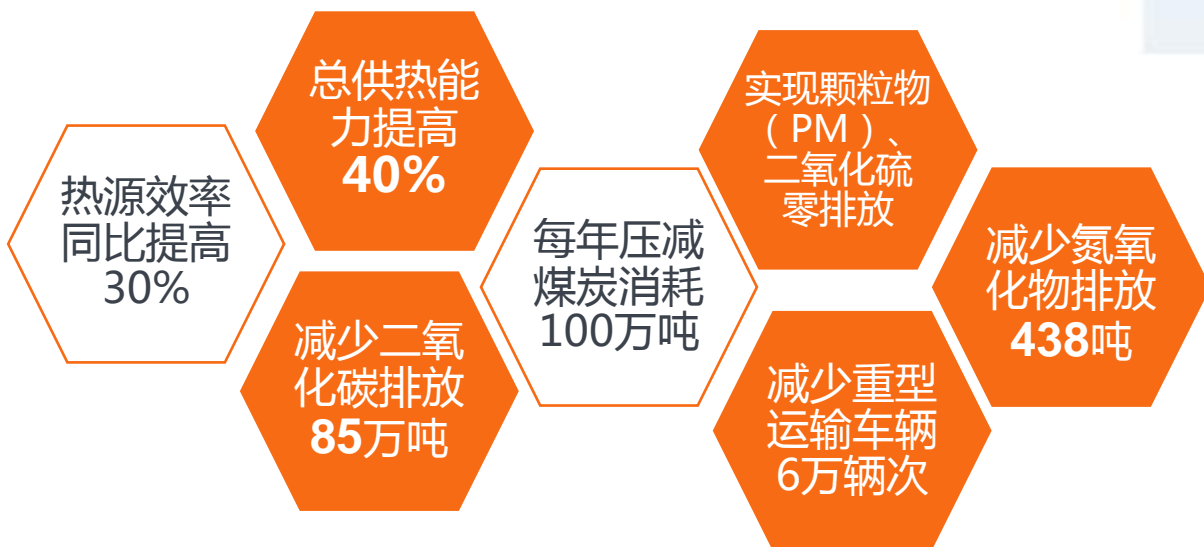 热源效率
同比提高
30%
总供热能
力提高
40%
减少二氧
化碳排放
85万吨
每年压减
煤炭消耗
100万吨
实现颗粒物
（PM）、
二氧化硫
零排放
减少重型
运输车辆
6万辆次
减少氮氧
化物排放
438吨